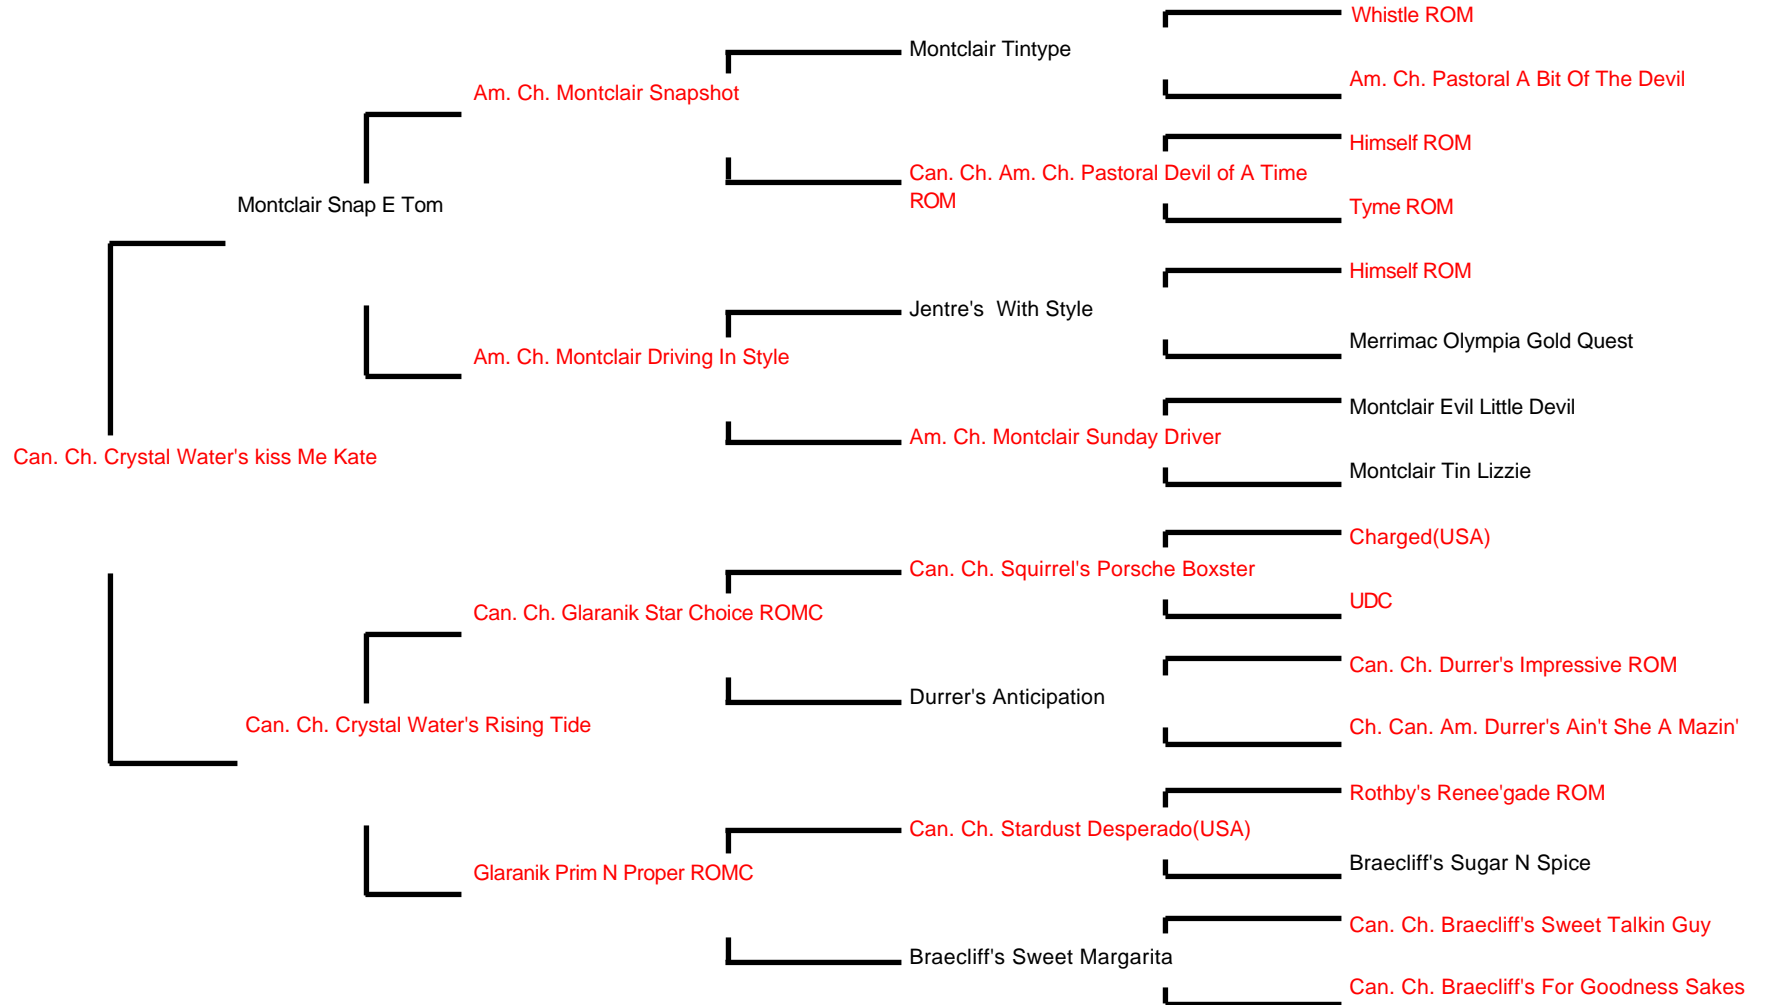 Whistle ROM
Montclair Tintype
Am. Ch. Pastoral A Bit Of The Devil
Am. Ch. Montclair Snapshot
Himself ROM
Can. Ch. Am. Ch. Pastoral Devil of A Time
ROM
Tyme ROM
Montclair Snap E Tom
Himself ROM
Jentre's  With Style
Merrimac Olympia Gold Quest
Am. Ch. Montclair Driving In Style
Montclair Evil Little Devil
Am. Ch. Montclair Sunday Driver
Montclair Tin Lizzie
Can. Ch. Crystal Water's kiss Me Kate
Charged(USA)
Can. Ch. Squirrel's Porsche Boxster
UDC
Can. Ch. Glaranik Star Choice ROMC
Can. Ch. Durrer's Impressive ROM
Durrer's Anticipation
Ch. Can. Am. Durrer's Ain't She A Mazin'
Can. Ch. Crystal Water's Rising Tide
Rothby's Renee'gade ROM
Can. Ch. Stardust Desperado(USA)
Braecliff's Sugar N Spice
Glaranik Prim N Proper ROMC
Can. Ch. Braecliff's Sweet Talkin Guy
Braecliff's Sweet Margarita
Can. Ch. Braecliff's For Goodness Sakes